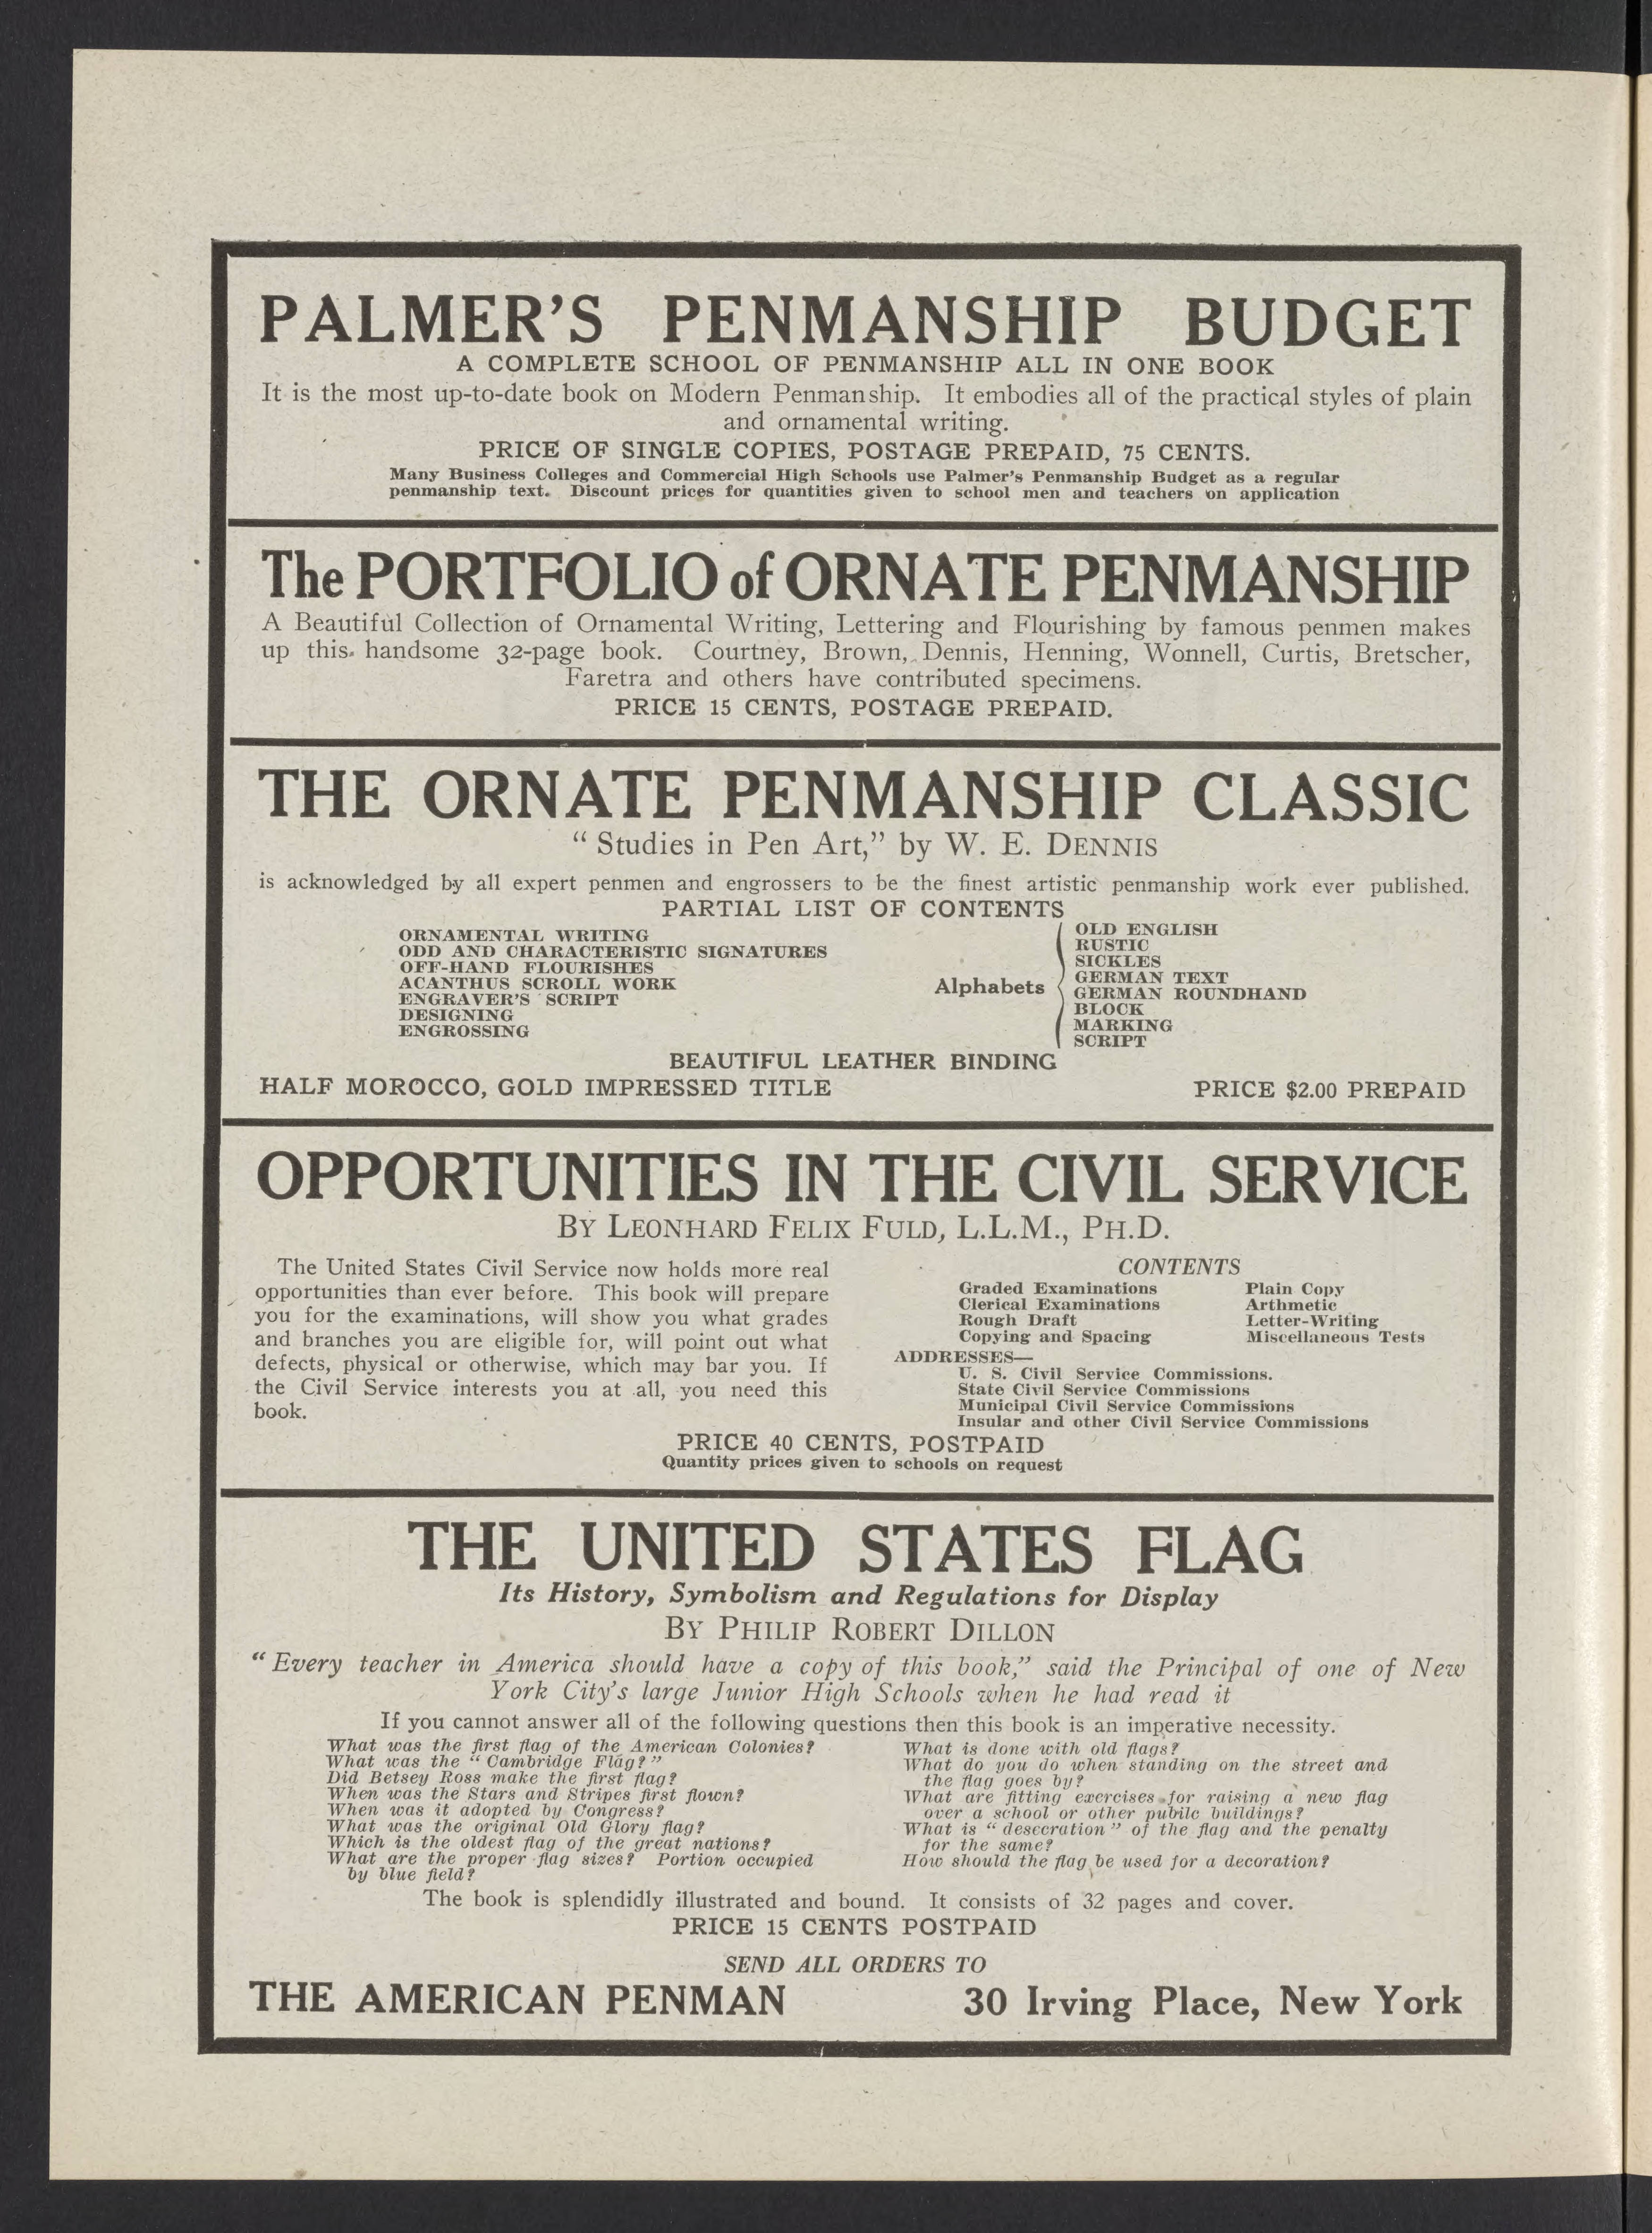 PALMER'S PENMANSHIP BUDGET
A COMPLETE SCHOOL OF PENMANSHIP ALL IN ONE BOOK
It is the most up-to-date book on Modern Penmanship. It embodies all of the practical styles of plain
and ornamental writing.
PRICE OF SINGLE COPIES, POSTAGE PREPAID, 75 CENTS.
Many Business Colleges and Commercial High Schools use Palmer's Penmanship Budget as a regular
penmanship text. Discount prices for quantities given to school men and teachers on application
The PORTFOLIO of ORNATE PENMANSHIP
A Beautiful Collection of Ornamental Writing, Lettering and Flourishing by famous penmen makes
up this handsome 32-page book. Courtney, Brown, Dennis, Henning, Wonnell, Curtis, Bretscher,
Faretra and others have contributed specimens.
PRICE 15 CENTS, POSTAGE PREPAID.
THE ORNATE PENMANSHIP CLASSIC
"Studies in Pen Art," by W. E. DENNIS
is acknowledged by all expert penmen and engrossers to be the finest artistic penmanship work ever published.
PARTIAL LIST OF CONTENTS
ORNAMENTAL WRITING
ODD AND CHARACTERISTIC SIGNATURES
OFF-HAND FLOURISHES
ACANTHUS SCROLL WORK
ENGRAVER'S SCRIPT
DESIGNING
ENGROSSING
Alphabets
OLD ENGLISH
RUSTIC
SICKLES
GERMAN TEXT
GERMAN ROUNDHAND
BLOCK
MARKING
SCRIPT
BEAUTIFUL LEATHER BINDING
HALF MOROCCO, GOLD IMPRESSED TITLE PRICE $2.00 PREPAID
OPPORTUNITIES IN THE CIVIL SERVICE
BY LEONHARD FELIX FULD, L.L.M., PH.D.
The United States Civil Service now holds more real
opportunities than ever before. This book will prepare
you for the examinations, will show you what grades
and branches you are eligible for, will point out what
defects, physical or otherwise, which may bar you. If
the Civil Service interests you at all, you need this
book.
CONTENTS
Graded Examinations Plain Copy
Clerical Examinations Arthmetic
Rough Draft Letter-Writing
Copying and Spacing Miscellaneous Tests
ADDRESSES—
U. S. Civil Service Commissions.
State Civil Service Commissions
Municipal Civil Service Commissions
Insular and other Civil Service Commissions
PRICE 40 CENTS, POSTPAID
Quantity prices given to schools on request
THE UNITED STATES FLAG
Its History, Symbolism and Regulations for Display
BY PHILIP ROBERT DILLON
"Every teacher in America should have a copy of this book," said the Principal of one of New
York City's large Junior High Schools when he had read it
If you cannot answer all of the following questions then this book is an imperative necessity.
What was the first flag of the American Colonies?
What was the "Cambridge Flag?"
Did Betsey Ross make the first flag?
When was the Stars and Stripes first flown?
When was it adopted by Congress?
What was the original Old Glory flag?
Which is the oldest flag of the great nations?
What are the proper flag sizes? Portion occupied
by blue field?
What is done with old flags?
What do you do when standing on the street and
the flag goes by?
What are fitting exercises for raising a new flag
over a school or other pubilc buildings?
What is "desecration" of the flag and the penalty
for the same?
How should the flag be used for a decoration?
The book is splendidly illustrated and bound. It consists of 32 pages and cover.
PRICE 15 CENTS POSTPAID
SEND ALL ORDERS TO
THE AMERICAN PENMAN 30 Irving Place, New York